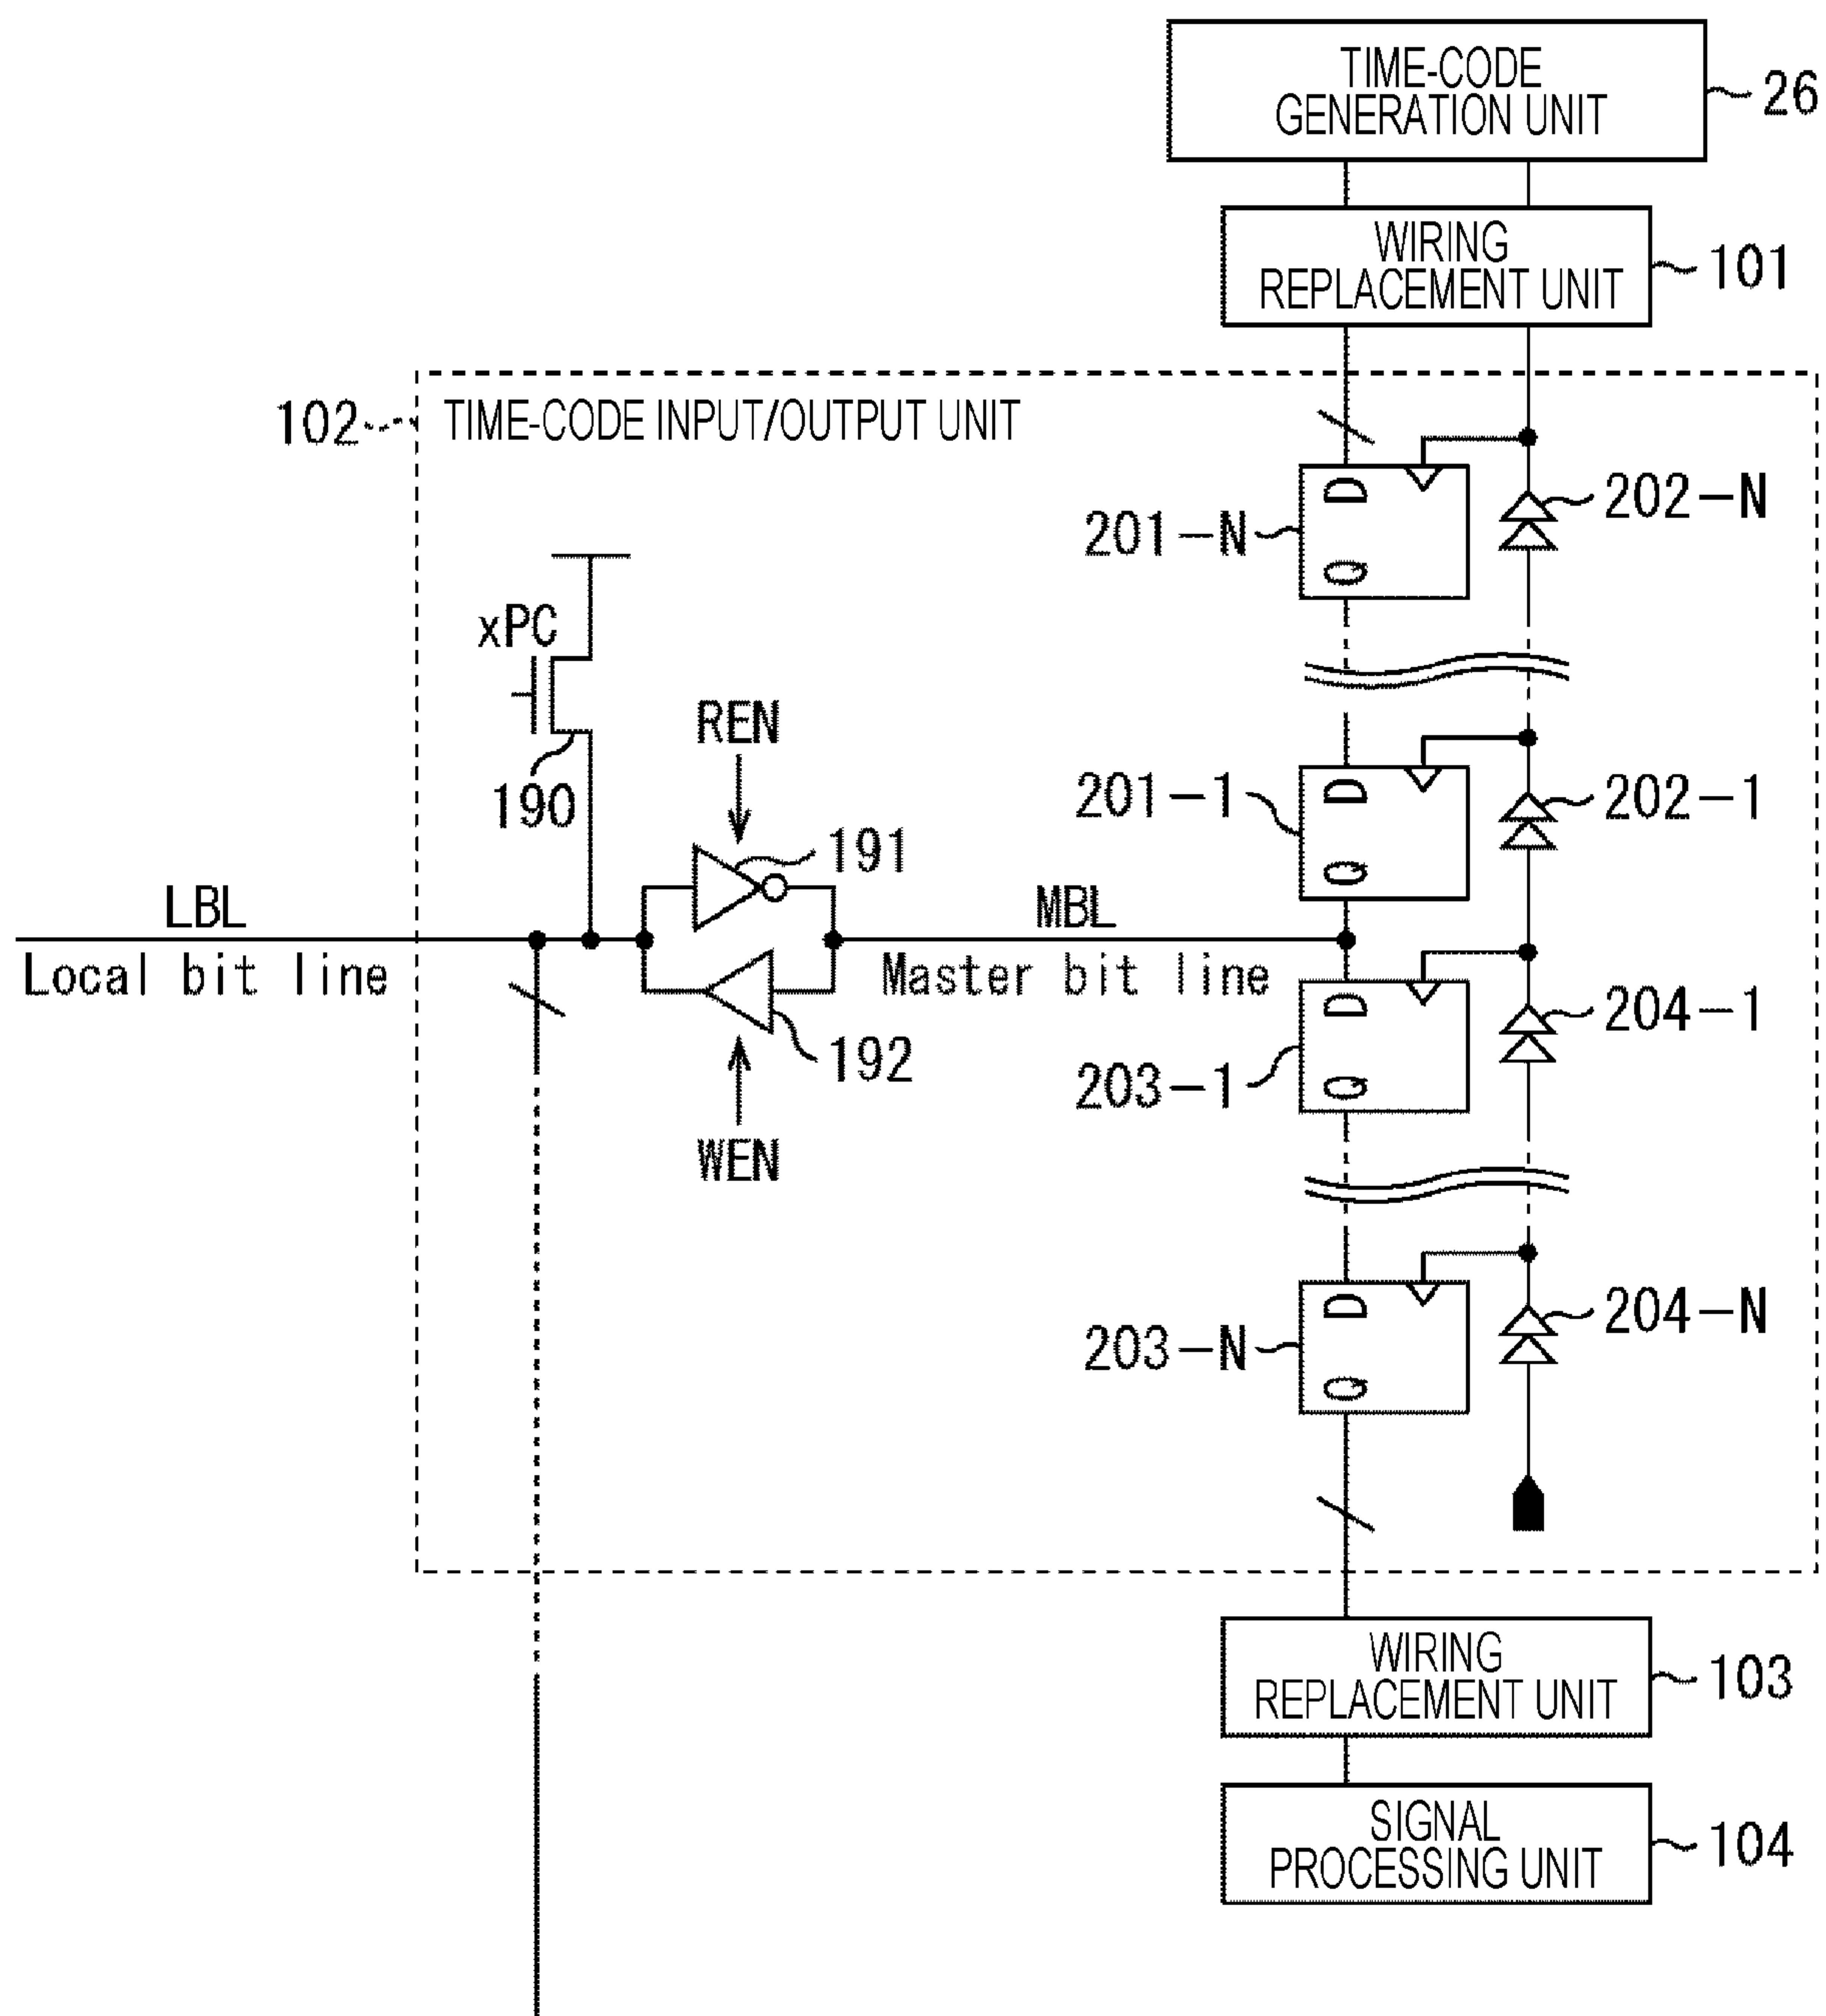 TIME-CODE
GENERATION UNIT
26
WIRING
REPLACEMENT UNIT
101
102
TIME-CODE INPUT/OUTPUT UNIT
D
Q
201-N
202-N
xPC
190
REN
191
D
Q
201-1
202-1
LBL
Local bit line
MBL
Master bit line
192
WEN
D
Q
203-1
204-1
D
Q
203-N
204-N
WIRING
REPLACEMENT UNIT
103
SIGNAL
PROCESSING UNIT
104